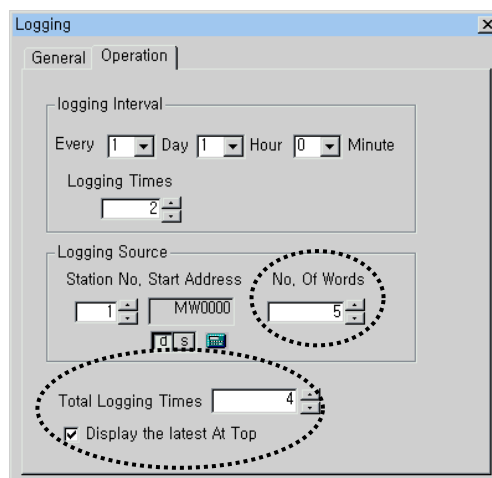 Logging
General Operation
logging Interval
Every 1 Day 1 Hour 0 Minute
Logging Times
2
Logging Source
Station No, Start Address No, Of Words
1 MW0000 5
d s
Total Logging Times 4
Display the latest At Top